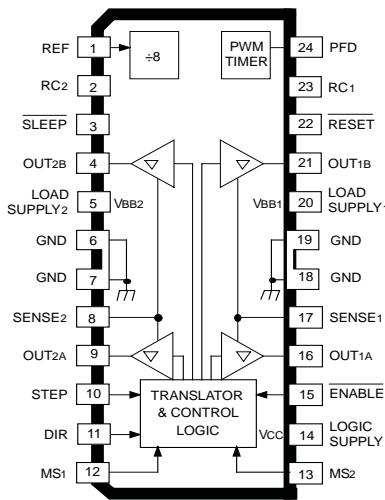 REF 1 ÷8 PWM TIMER 24 PFD
RC2 2 23 RC1
SLEEP 3 22 RESET
OUT2B 4 21 OUT1B
LOAD SUPPLY2 5 VBB2 VBB1 20 LOAD SUPPLY1
GND 6 19 GND
GND 7 18 GND
SENSE2 8 17 SENSE1
OUT2A 9 16 OUT1A
STEP 10 TRANSLATOR & CONTROL LOGIC 15 ENABLE
DIR 11 VCC 14 LOGIC SUPPLY
MS1 12 13 MS2